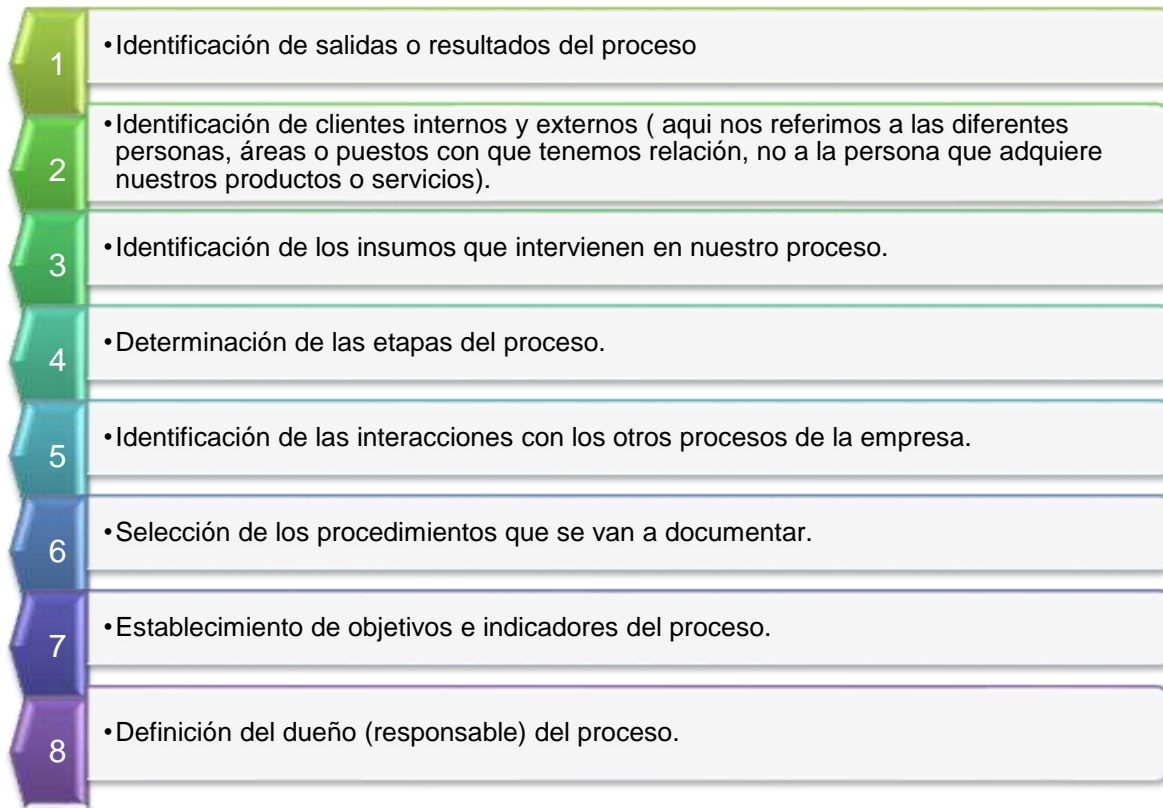 1
•Identificación de salidas o resultados del proceso
2
•Identificación de clientes internos y externos ( aqui nos referimos a las diferentes
personas, áreas o puestos con que tenemos relación, no a la persona que adquiere
nuestros productos o servicios).
3
•Identificación de los insumos que intervienen en nuestro proceso.
4
•Determinación de las etapas del proceso.
5
•Identificación de las interacciones con los otros procesos de la empresa.
6
•Selección de los procedimientos que se van a documentar.
7
•Establecimiento de objetivos e indicadores del proceso.
8
•Definición del dueño (responsable) del proceso.